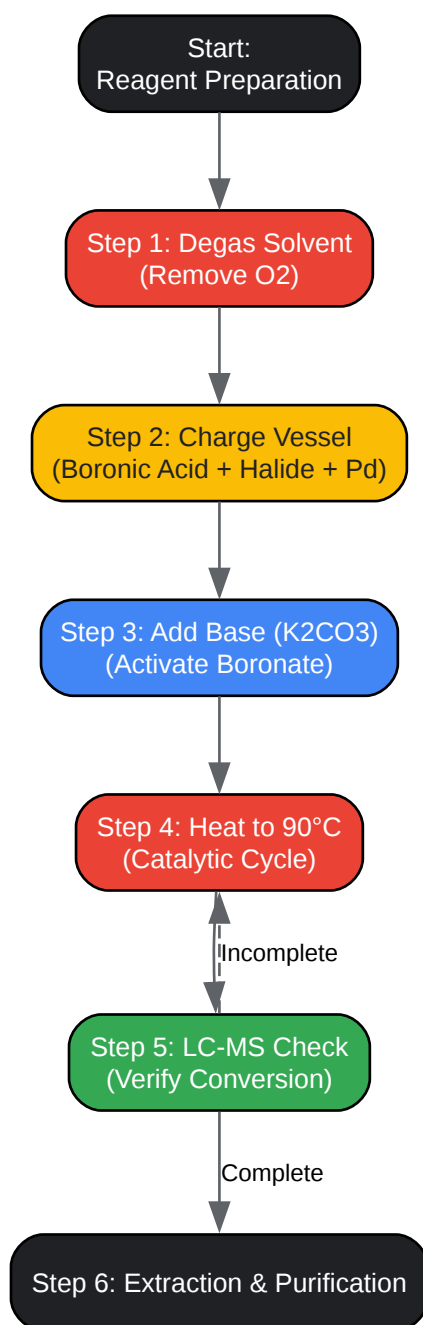 Start:
Reagent Preparation
Step 1: Degas Solvent
(Remove O2)
Step 2: Charge Vessel
(Boronic Acid + Halide + Pd)
Step 3: Add Base (K2CO3)
(Activate Boronate)
Step 4: Heat to 90°C
(Catalytic Cycle)
Incomplete
Step 5: LC-MS Check
(Verify Conversion)
Complete
Step 6: Extraction & Purification